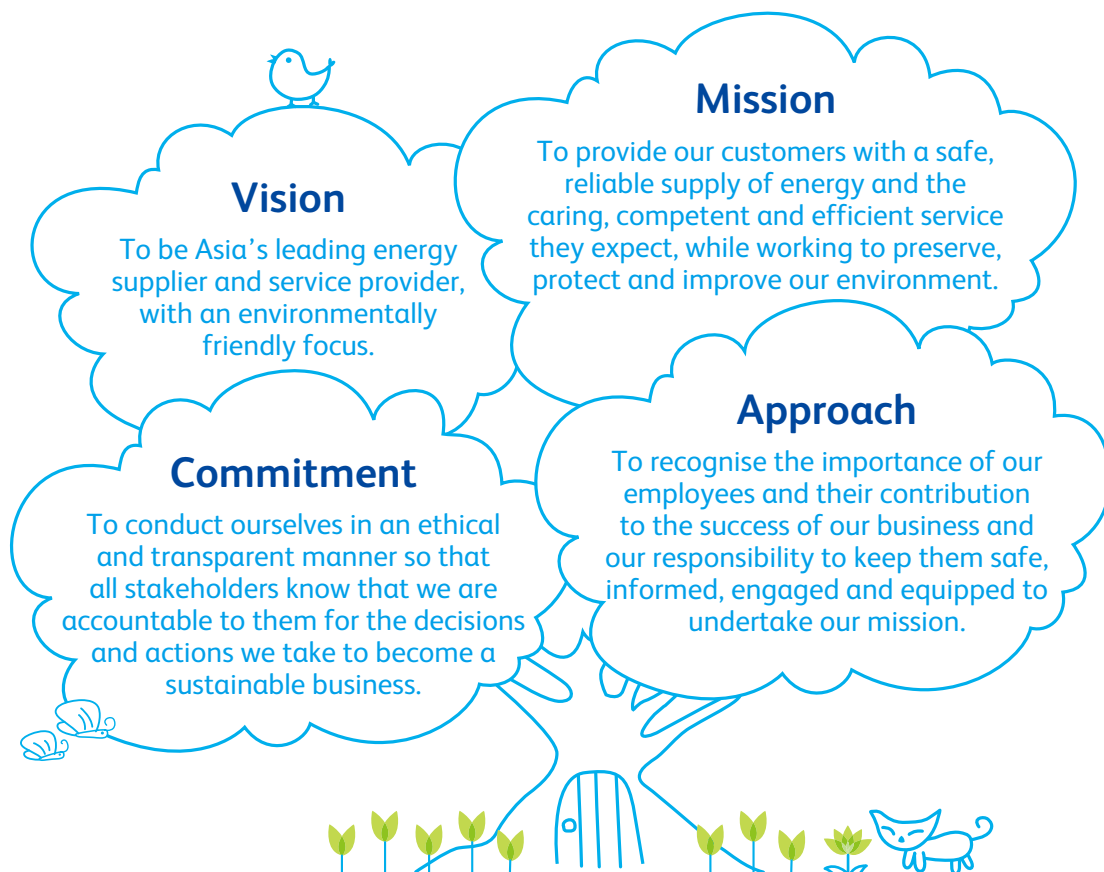 Vision
To be Asia’s leading energy
supplier and service provider,
with an environmentally
friendly focus.
Mission
To provide our customers with a safe,
reliable supply of energy and the
caring, competent and efficient service
they expect, while working to preserve,
protect and improve our environment.
Commitment
To conduct ourselves in an ethical
and transparent manner so that
all stakeholders know that we are
accountable to them for the decisions
and actions we take to become a
sustainable business.
Approach
To recognise the importance of our
employees and their contribution
to the success of our business and
our responsibility to keep them safe,
informed, engaged and equipped to
undertake our mission.